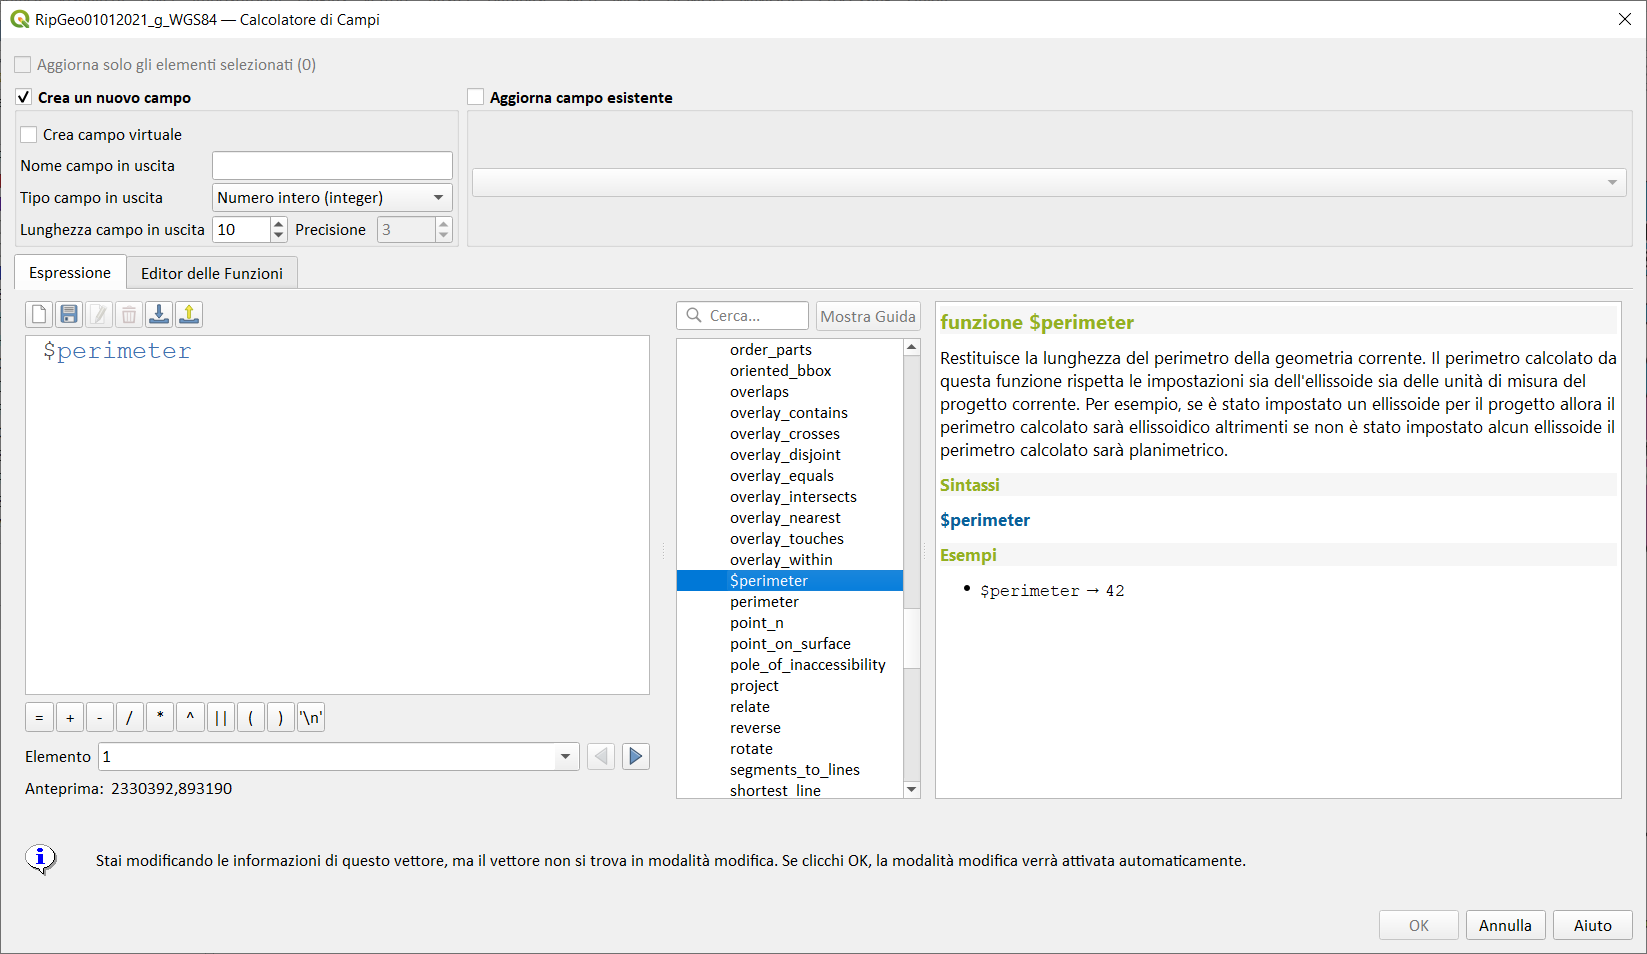 RipGeo01012021_g_WGS84 — Calcolatore di Campi
Aggiorna solo gli elementi selezionati (0)
Crea un nuovo campo
Aggiorna campo esistente
Crea campo virtuale
Nome campo in uscita
Tipo campo in uscita
Numero intero (integer)
Lunghezza campo in uscita
10
Precisione
3
Espressione
Editor delle Funzioni
$perimeter
= + - / * ^ || ( ) '\n'
Elemento
1
Anteprima: 2330392,893190
Cerca...
Mostra Guida
order_parts
oriented_bbox
overlaps
overlay_contains
overlay_crosses
overlay_disjoint
overlay_equals
overlay_intersects
overlay_nearest
overlay_touches
overlay_within
$perimeter
perimeter
point_n
point_on_surface
pole_of_inaccessibility
project
relate
reverse
rotate
segments_to_lines
shortest_line
funzione $perimeter
Restituisce la lunghezza del perimetro della geometria corrente. Il perimetro calcolato da
questa funzione rispetta le impostazioni sia dell'ellissoide sia delle unità di misura del
progetto corrente. Per esempio, se è stato impostato un ellissoide per il progetto allora il
perimetro calcolato sarà ellissoidico altrimenti se non è stato impostato alcun ellissoide il
perimetro calcolato sarà planimetrico.
Sintassi
$perimeter
Esempi
• $perimeter → 42
Stai modificando le informazioni di questo vettore, ma il vettore non si trova in modalità modifica. Se clicchi OK, la modalità modifica verrà attivata automaticamente.
OK
Annulla
Aiuto